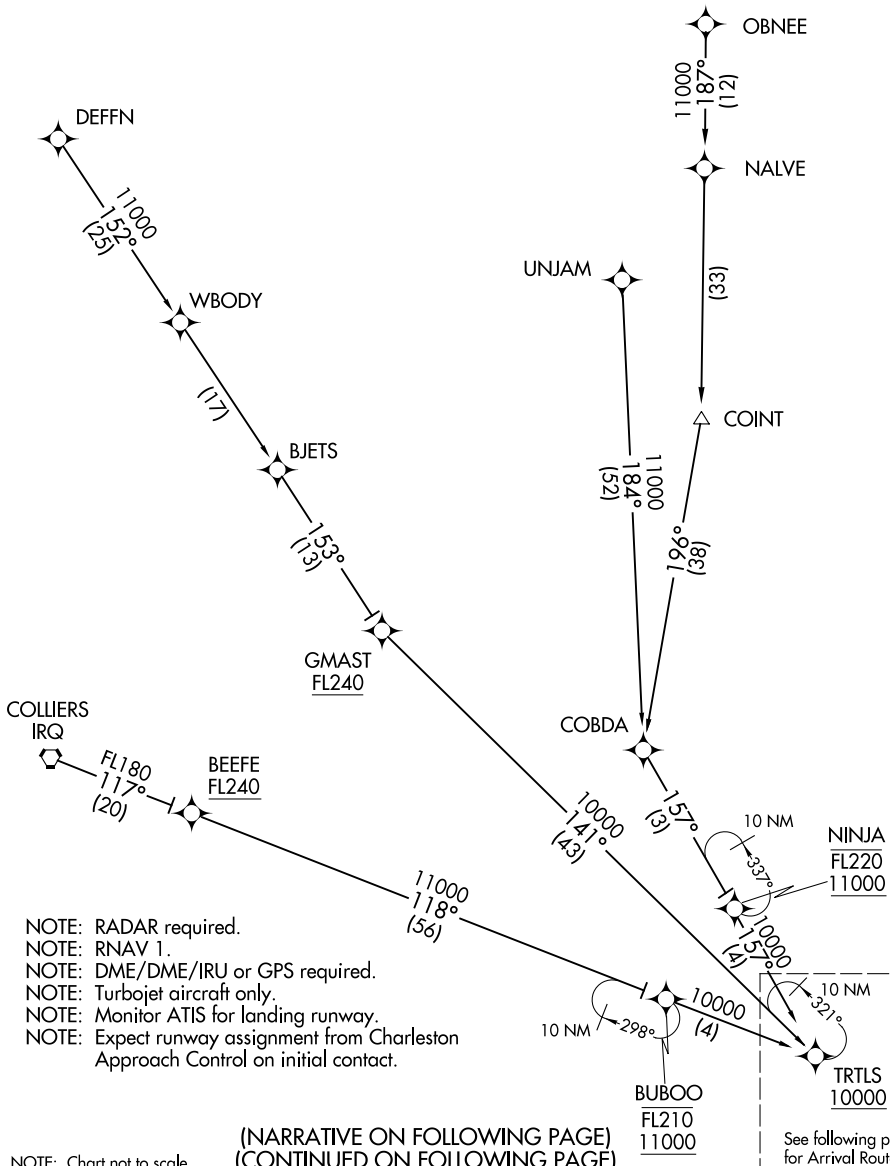 OBNEE
11000
187°
(12)
DEFFN
NALVE
11000
152°
(25)
UNJAM
(33)
WBODY
(17)
COINT
BJETS
11000
184°
(52)
153°
(13)
196°
(38)
GMAST
FL240
COLLIERS
IRQ
COBDA
FL180
117°
(20)
BEEFE
FL240
157°
(3)
10 NM
10000
141°
(43)
NINJA
FL220
11000
337°
11000
118°
(56)
10000
157°
(4)
NOTE: RADAR required.
NOTE: RNAV 1.
NOTE: DME/DME/IRU or GPS required.
NOTE: Turbojet aircraft only.
NOTE: Monitor ATIS for landing runway.
NOTE: Expect runway assignment from Charleston
Approach Control on initial contact.
10 NM
321°
10000
(4)
10 NM
298°
TRTLS
10000
BUBOO
FL210
11000
(NARRATIVE ON FOLLOWING PAGE)
(CONTINUED ON FOLLOWING PAGE)
NOTE: Chart not to scale
See following p
for Arrival Rout